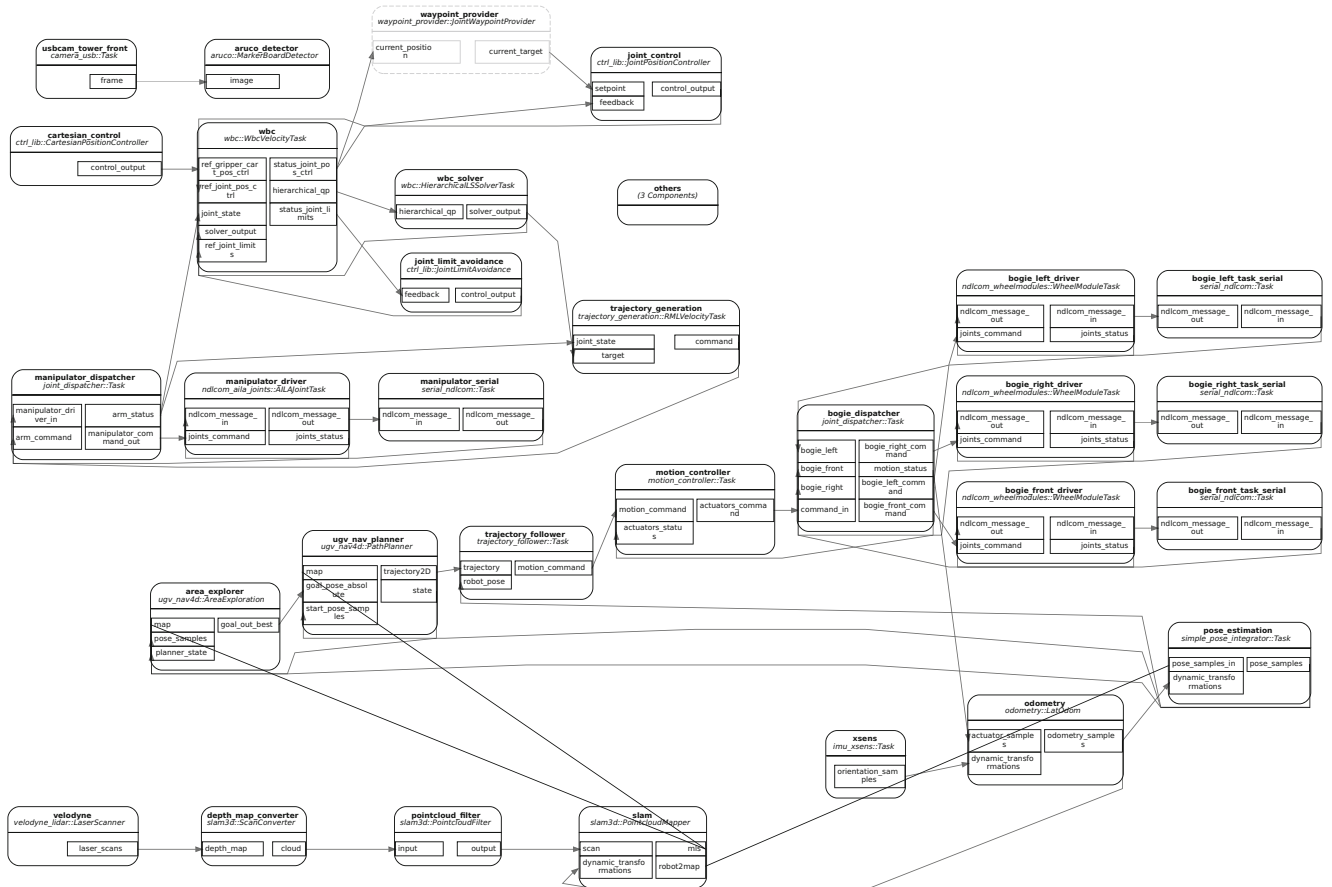 waypoint_provider
waypoint_provider::JointWaypointProvider
current_positio
n
current_target
usbcam_tower_front
camera_usb::Task
frame
aruco_detector
aruco::MarkerBoardDetector
image
joint_control
ctrl_lib::JointPositionController
setpoint
control_output
feedback
cartesian_control
ctrl_lib::CartesianPositionController
control_output
wbc
wbc::WbcVelocityTask
ref_gripper_car
t_pos_ctrl
status_joint_po
s_ctrl
ref_joint_pos_c
trl
hierarchical_qp
joint_state
status_joint_li
mits
solver_output
ref_joint_limit
s
wbc_solver
wbc::HierarchicalLSSolverTask
hierarchical_qp
solver_output
others
(3 Components)
joint_limit_avoidance
ctrl_lib::JointLimitAvoidance
feedback
control_output
trajectory_generation
trajectory_generation::RMLVelocityTask
joint_state
command
target
manipulator_dispatcher
joint_dispatcher::Task
manipulator_dri
ver_in
arm_status
arm_command
manipulator_com
mand_out
manipulator_driver
ndlcom_aila_joints::AILAJointTask
ndlcom_message_
in
ndlcom_message_
out
joints_command
joints_status
manipulator_serial
serial_ndlcom::Task
ndlcom_message_
in
ndlcom_message_
out
bogie_left_driver
ndlcom_wheelmodules::WheelModuleTask
ndlcom_message_
out
ndlcom_message_
in
joints_command
joints_status
bogie_left_task_serial
serial_ndlcom::Task
ndlcom_message_
out
ndlcom_message_
in
bogie_right_driver
ndlcom_wheelmodules::WheelModuleTask
ndlcom_message_
out
ndlcom_message_
in
joints_command
joints_status
bogie_right_task_serial
serial_ndlcom::Task
ndlcom_message_
out
ndlcom_message_
in
bogie_dispatcher
joint_dispatcher::Task
bogie_left
bogie_right_com
mand
bogie_front
motion_status
bogie_right
bogie_left_comm
and
command_in
bogie_front_com
mand
bogie_front_driver
ndlcom_wheelmodules::WheelModuleTask
ndlcom_message_
out
ndlcom_message_
in
joints_command
joints_status
bogie_front_task_serial
serial_ndlcom::Task
ndlcom_message_
out
ndlcom_message_
in
motion_controller
motion_controller::Task
motion_command
actuators_comma
nd
actuators_statu
s
ugv_nav_planner
ugv_nav4d::PathPlanner
map
trajectory2D
goal_pose_absol
ute
state
start_pose_samp
les
trajectory_follower
trajectory_follower::Task
trajectory
motion_command
robot_pose
area_explorer
ugv_nav4d::AreaExploration
map
goal_out_best
pose_samples
planner_state
pose_estimation
simple_pose_integrator::Task
pose_samples_in
pose_samples
dynamic_transfo
rmations
odometry
odometry::LatOdom
actuator_sample
s
odometry_sample
s
dynamic_transfo
rmations
xsens
imu_xsens::Task
orientation_sam
ples
velodyne
velodyne_lidar::LaserScanner
laser_scans
depth_map_converter
slam3d::ScanConverter
depth_map
cloud
pointcloud_filter
slam3d::PointcloudFilter
input
output
slam
slam3d::PointcloudMapper
scan
mls
dynamic_transfo
rmations
robot2map